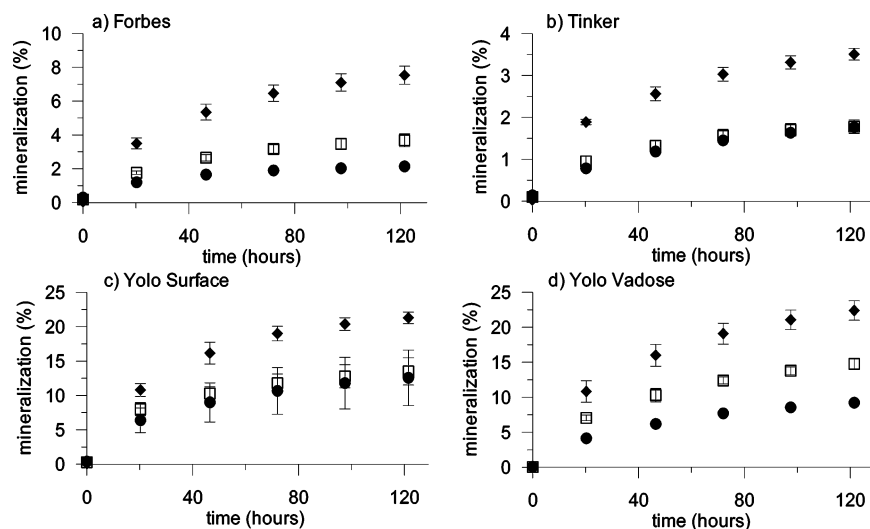 a) Forbes
10
8
6
4
2
0
mineralization (%)
0 40 80 120
time (hours)
b) Tinker
4
3
2
1
0
mineralization (%)
0 40 80 120
time (hours)
c) Yolo Surface
25
20
15
10
5
0
mineralization (%)
0 40 80 120
time (hours)
d) Yolo Vadose
25
20
15
10
5
0
mineralization (%)
0 40 80 120
time (hours)